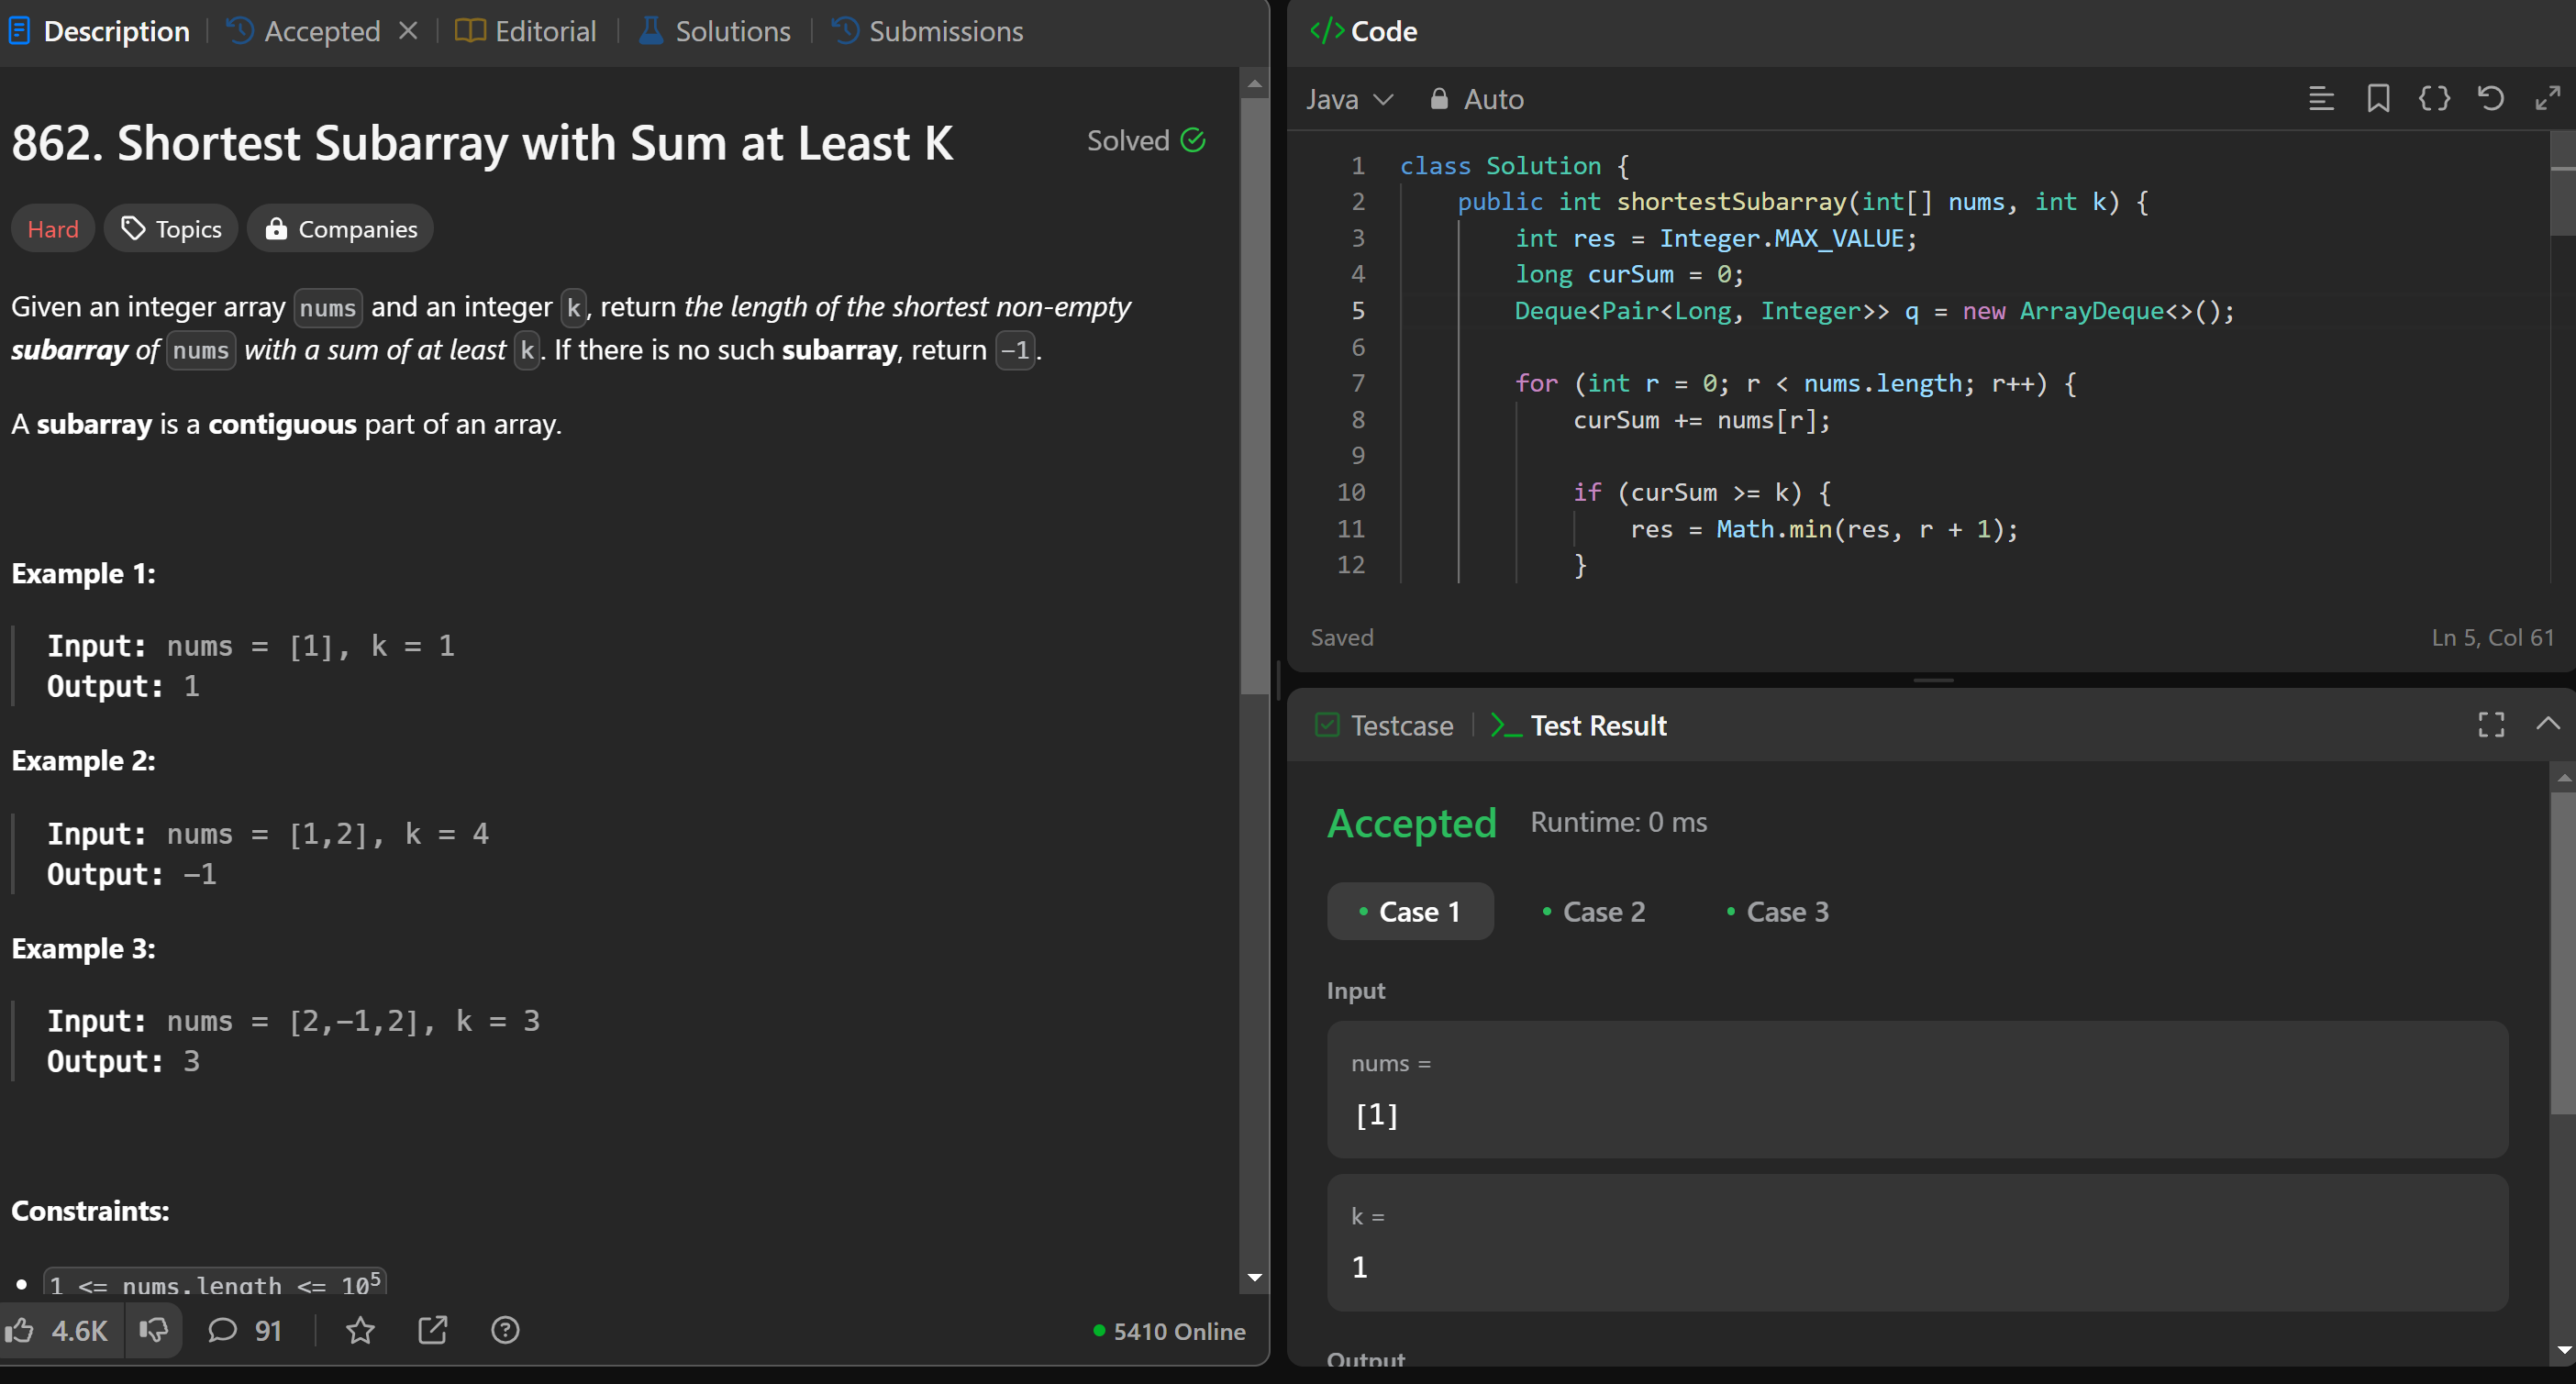 Description
Accepted
Editorial
Solutions
Submissions
862. Shortest Subarray with Sum at Least K
Solved
Hard
Topics
Companies
Given an integer array nums and an integer k, return the length of the shortest non-empty
subarray of nums with a sum of at least k. If there is no such subarray, return -1.
A subarray is a contiguous part of an array.
Example 1:
Input: nums = [1], k = 1
Output: 1
Example 2:
Input: nums = [1,2], k = 4
Output: -1
Example 3:
Input: nums = [2,-1,2], k = 3
Output: 3
Constraints:
• 1 <= nums.length <= 10⁵
4.6K
91
5410 Online
</> Code
Java
Auto
1 class Solution {
2 public int shortestSubarray(int[] nums, int k) {
3 int res = Integer.MAX_VALUE;
4 long curSum = 0;
5 Deque<Pair<Long, Integer>> q = new ArrayDeque<>();
6
7 for (int r = 0; r < nums.length; r++) {
8 curSum += nums[r];
9
10 if (curSum >= k) {
11 res = Math.min(res, r + 1);
12 }
Saved
Ln 5, Col 61
Testcase
Test Result
Accepted
Runtime: 0 ms
• Case 1
• Case 2
• Case 3
Input
nums =
[1]
k =
1
Output